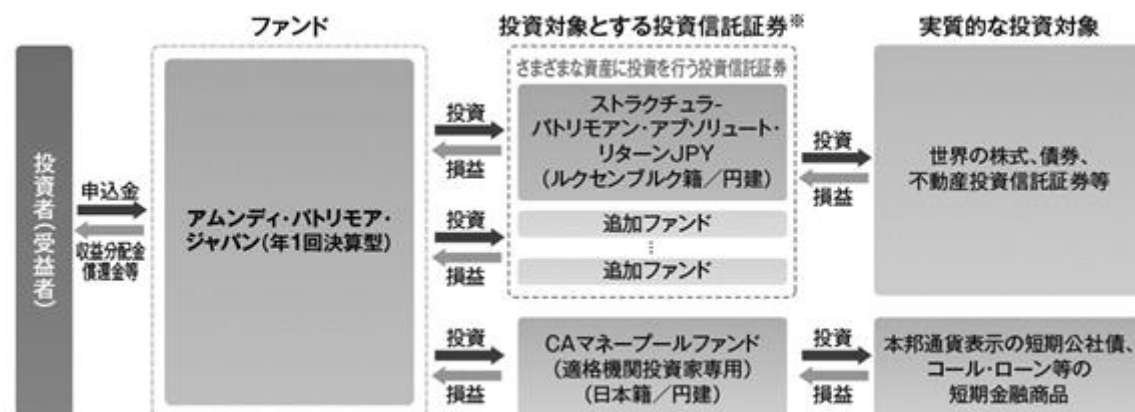 ファンド
投資対象とする投資信託証券※
実質的な投資対象
投資者(受益者)
申込金
収益分配金
償還金等
アムンディ・パトリモア・
ジャパン(年1回決算型)
投資
損益
投資
損益
投資
損益
さまざまな資産に投資を行う投資信託証券
ストラクチュラ-
パトリモアン・アブソリュート・
リターンJPY
(ルクセンブルク籍/円建)
追加ファンド
追加ファンド
CAマネープールファンド
(適格機関投資家専用)
(日本籍/円建)
投資
損益
投資
損益
世界の株式、債券、
不動産投資信託証券等
本邦通貨表示の短期公社債、
コール・ローン等の
短期金融商品